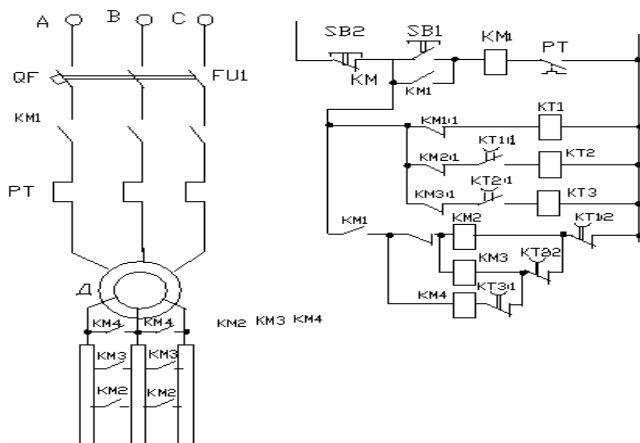 A B C
QF FU1
KM1
PT
Д
KM4 KM4 KM2 KM3 KM4
KM3 KM3
KM2 KM2
SB2 SB1 KM1 PT
KM
KM1
KM1:1 KT1
KM2:1 KT1:1 KT2
KM3:1 KT2:1 KT3
KM1 KM2 KT1:2
KM3 KT2:2
KM4 KT3:1